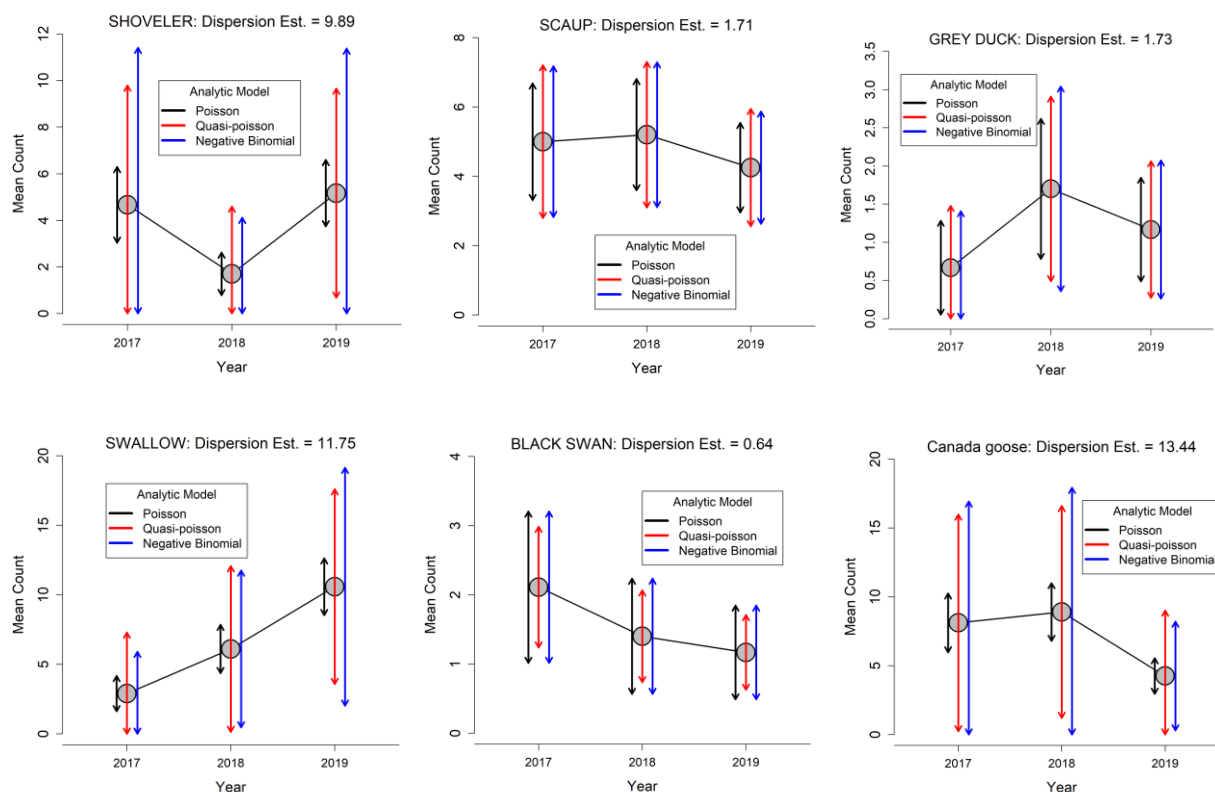 SHOVELER: Dispersion Est. = 9.89
12
10
8
6
4
2
0
Mean Count
Analytic Model
Poisson
Quasi-poisson
Negative Binomial
2017
2018
2019
Year
SCAUP: Dispersion Est. = 1.71
8
6
4
2
0
Mean Count
Analytic Model
Poisson
Quasi-poisson
Negative Binomial
2017
2018
2019
Year
GREY DUCK: Dispersion Est. = 1.73
3.5
3.0
2.5
2.0
1.5
1.0
0.5
0.0
Mean Count
Analytic Model
Poisson
Quasi-poisson
Negative Binomial
2017
2018
2019
Year
SWALLOW: Dispersion Est. = 11.75
20
15
10
5
0
Mean Count
Analytic Model
Poisson
Quasi-poisson
Negative Binomial
2017
2018
2019
Year
BLACK SWAN: Dispersion Est. = 0.64
4
3
2
1
0
Mean Count
Analytic Model
Poisson
Quasi-poisson
Negative Binomial
2017
2018
2019
Year
Canada goose: Dispersion Est. = 13.44
20
15
10
5
0
Mean Count
Analytic Model
Poisson
Quasi-poisson
Negative Binomial
2017
2018
2019
Year